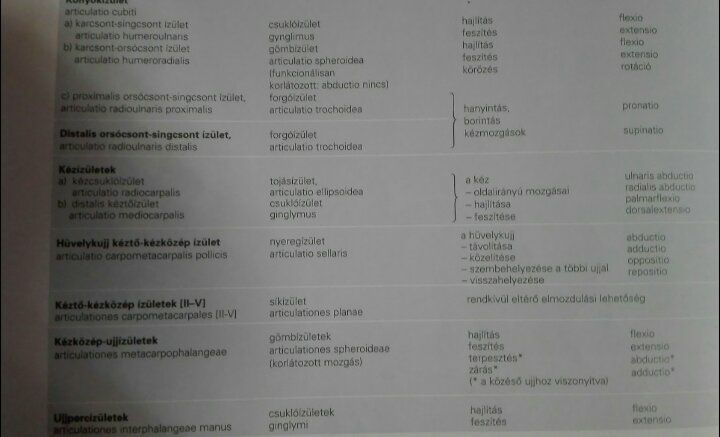 Könyökízület
articulatio cubiti
a) karcsont-singcsont ízület csuklóízület hajlítás flexio
articulatio humeroulnaris gynglimus feszítés extensio
b) karcsont-orsócsont ízület gömbízület hajlítás flexio
articulatio humeroradialis articulatio spheroidea feszítés extensio
(funkcionálisan körözés rotáció
korlátozott: abductio nincs)
c) proximalis orsócsont-singcsont ízület, forgóízület
articulatio radioulnaris proximalis articulatio trochoidea hanyintás, pronatio
borintás
Distalis orsócsont-singcsont ízület, forgóízület kézmozgások supinatio
articulatio radioulnaris distalis articulatio trochoidea
Kézízületek
a) kézcsuklóízület tojásízület, a kéz ulnaris abductio
articulatio radiocarpalis articulatio ellipsoidea – oldalirányú mozgásai radialis abductio
b) distalis kéztőízület csuklóízület – hajlítása palmarflexio
articulatio mediocarpalis ginglymus – feszítése dorsalextensio
a hüvelykujj
Hüvelykujj kéztő-kézközép ízület nyeregízület – távolítása abductio
articulatio carpometacarpalis pollicis articulatio sellaris – közelítése adductio
– szembehelyezése a többi ujjal oppositio
– visszahelyezése repositio
Kéztő-kézközép ízületek [II–V] síkízület rendkívül eltérő elmozdulási lehetőség
articulationes carpometacarpales [II-V] articulationes planae
Kézközép-ujjízületek gömbízületek hajlítás flexio
articulationes metacarpophalangeae articulationes spheroideae feszítés extensio
(korlátozott mozgás) terpesztés* abductio*
zárás* adductio*
(* a középső ujjhoz viszonyítva)
Ujjpercízületek csuklóízületek hajlítás flexio
articulationes interphalangeae manus ginglymi feszítés extensio